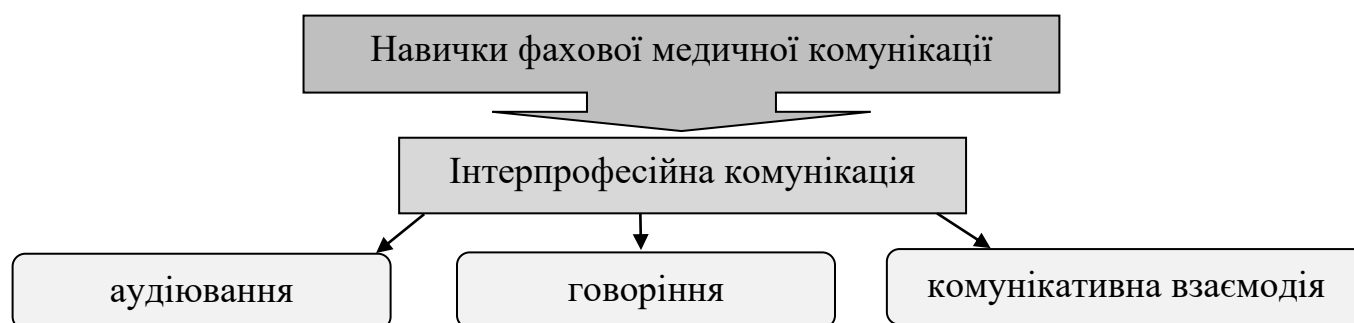 Навички фахової медичної комунікації
Інтерпрофесійна комунікація
аудіювання
говоріння
комунікативна взаємодія